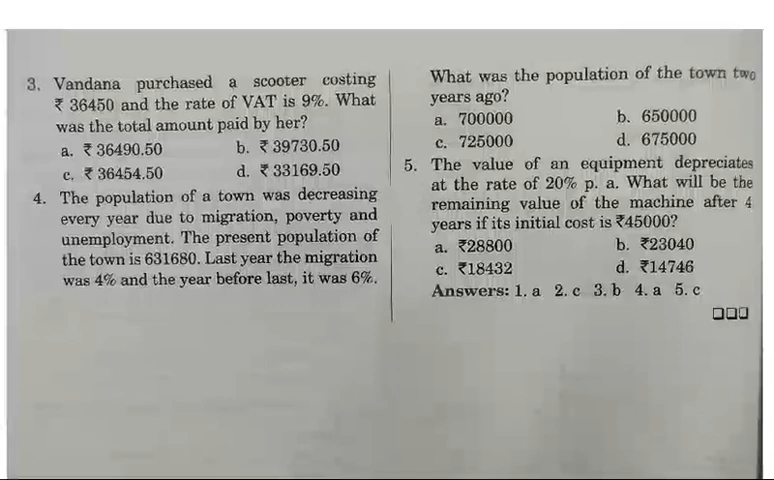 3. Vandana purchased a scooter costing
₹ 36450 and the rate of VAT is 9%. What
was the total amount paid by her?
a. ₹ 36490.50 b. ₹ 39730.50
c. ₹ 36454.50 d. ₹ 33169.50
4. The population of a town was decreasing
every year due to migration, poverty and
unemployment. The present population of
the town is 631680. Last year the migration
was 4% and the year before last, it was 6%.
What was the population of the town two
years ago?
a. 700000 b. 650000
c. 725000 d. 675000
5. The value of an equipment depreciates
at the rate of 20% p. a. What will be the
remaining value of the machine after 4
years if its initial cost is ₹45000?
a. ₹28800 b. ₹23040
c. ₹18432 d. ₹14746
Answers: 1. a 2. c 3. b 4. a 5. c